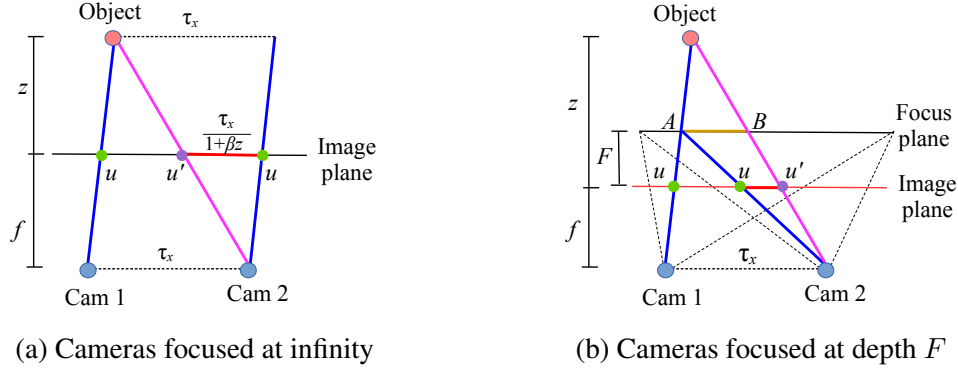 Object
τx
z
τx
1+βz
u
u′
u
Image
plane
f
τx
Cam 1
Cam 2
(a) Cameras focused at infinity
Object
z
A
B
Focus
plane
F
u
u
u′
Image
plane
f
τx
Cam 1
Cam 2
(b) Cameras focused at depth F